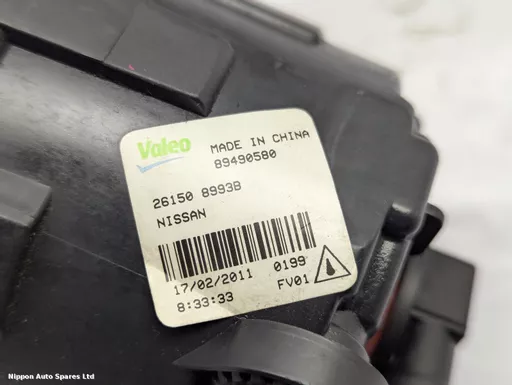 Valeo MADE IN CHINA
89490580
26150 8993B
NISSAN
17/02/2011 0199
8:33:33 FV01
Nippon Auto Spares Ltd